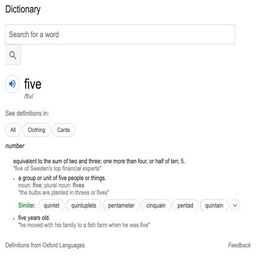 Dictionary
Search for a word
five
/fīv/
See definitions in:
All Clothing Cards
number
equivalent to the sum of two and three; one more than four, or half of ten; 5.
"five of Sweden's top financial experts"
• a group or unit of five people or things.
noun: five; plural noun: fives
"the bulbs are planted in threes or fives"
Similar: quintet quintuplets pentameter cinquain pentad quintain
• five years old.
"he moved with his family to a fish farm when he was five"
Definitions from Oxford Languages Feedback